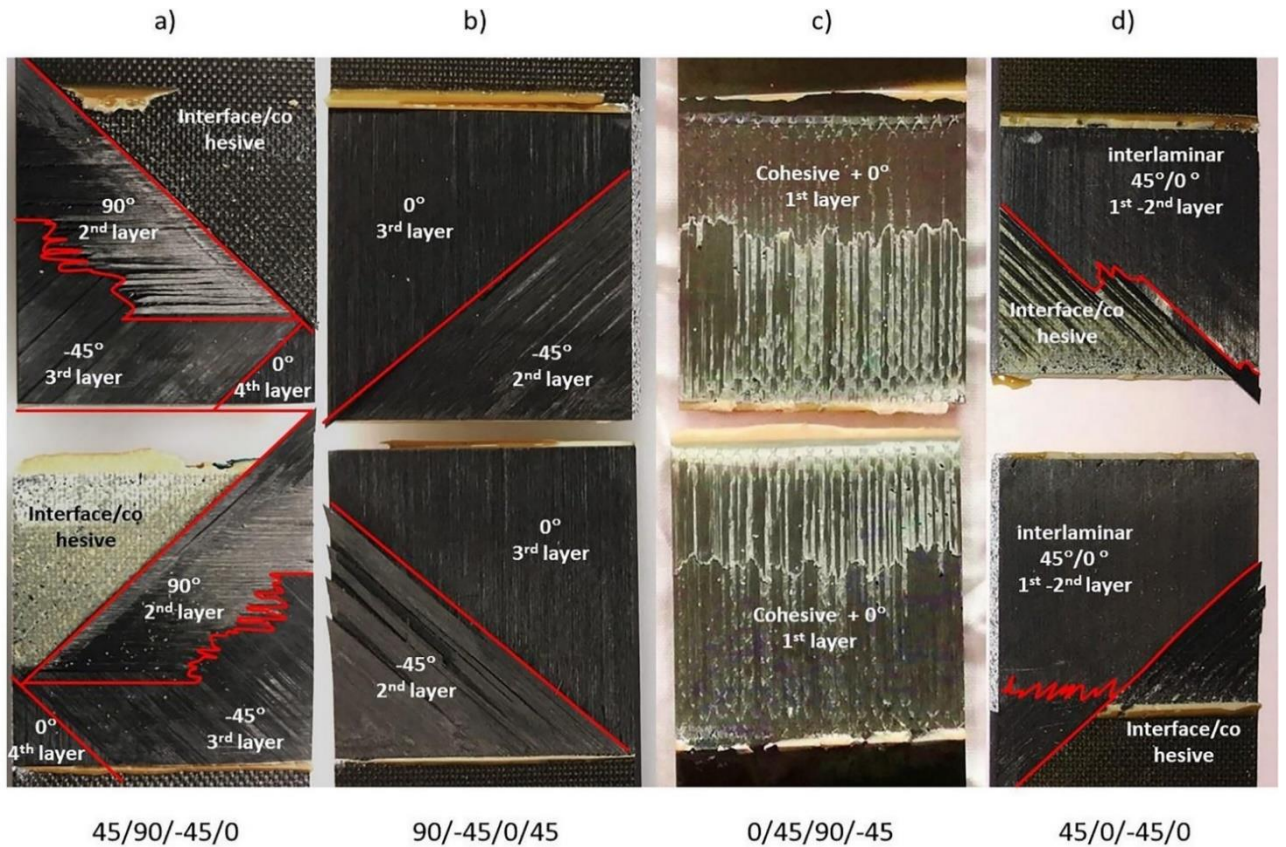 a)
b)
c)
d)
Interface/co
hesive
90°
2nd layer
-45°
3rd layer
0°
4th layer
Interface/co
hesive
90°
2nd layer
0°
4th layer
-45°
3rd layer
0°
3rd layer
-45°
2nd layer
0°
3rd layer
-45°
2nd layer
Cohesive + 0°
1st layer
Cohesive + 0°
1st layer
interlaminar
45°/0 °
1st -2nd layer
Interface/co
hesive
interlaminar
45°/0 °
1st -2nd layer
Interface/co
hesive
45/90/-45/0
90/-45/0/45
0/45/90/-45
45/0/-45/0